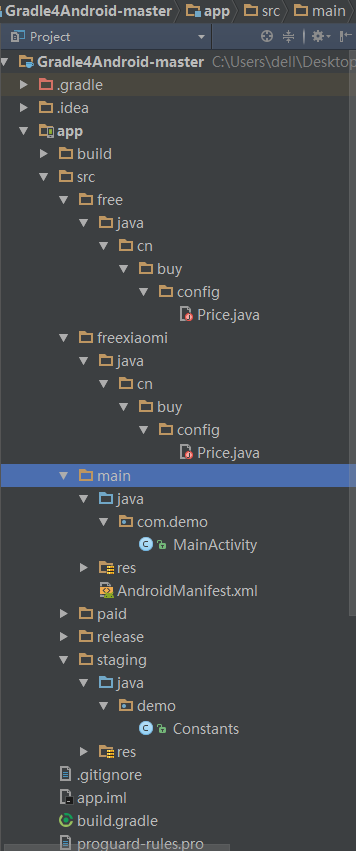 Gradle4Android-master app src main
Project
Gradle4Android-master C:\Users\dell\Desktop
.gradle
.idea
app
build
src
free
java
cn
buy
config
Price.java
freexiaomi
java
cn
buy
config
Price.java
main
java
com.demo
MainActivity
res
AndroidManifest.xml
paid
release
staging
java
demo
Constants
res
.gitignore
app.iml
build.gradle
proguard-rules.pro